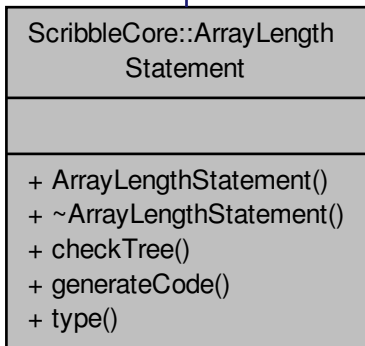 ScribbleCore::ArrayLength
Statement
+ ArrayLengthStatement()
+ ~ArrayLengthStatement()
+ checkTree()
+ generateCode()
+ type()